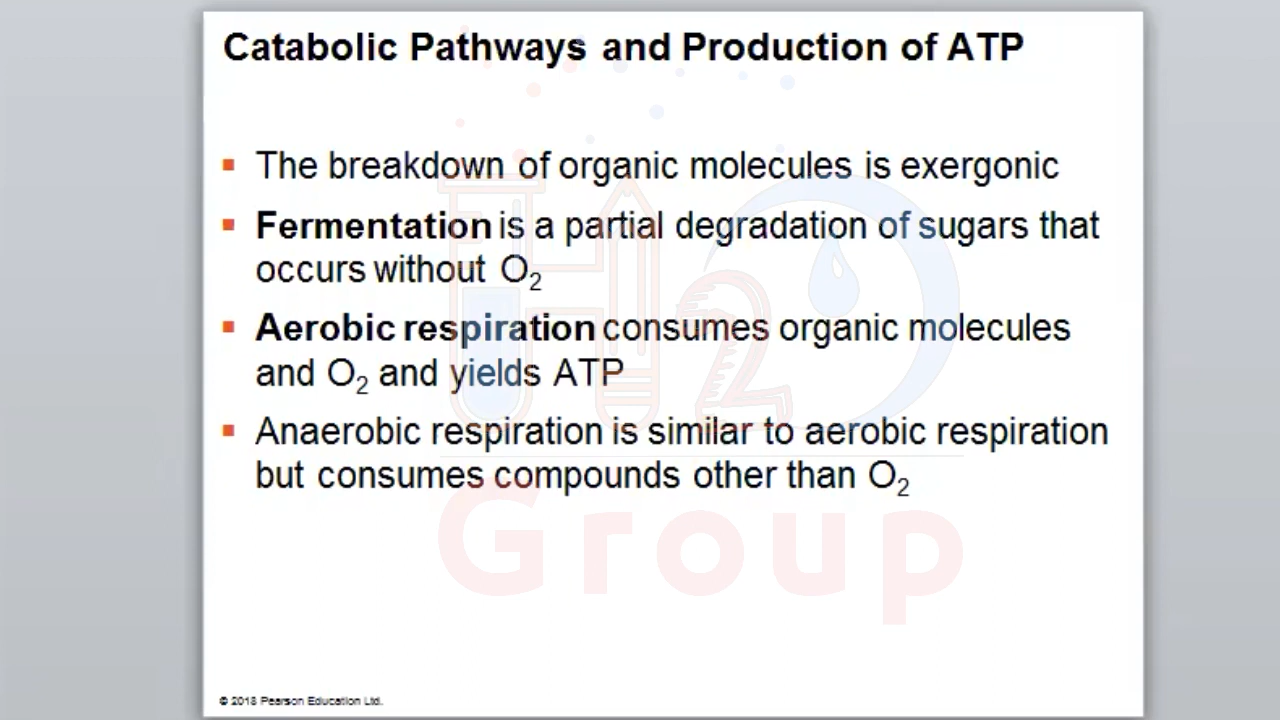 Catabolic Pathways and Production of ATP
▪ The breakdown of organic molecules is exergonic
▪ Fermentation is a partial degradation of sugars that
occurs without O₂
▪ Aerobic respiration consumes organic molecules
and O₂ and yields ATP
▪ Anaerobic respiration is similar to aerobic respiration
but consumes compounds other than O₂
H2O
Group
© 2018 Pearson Education Ltd.